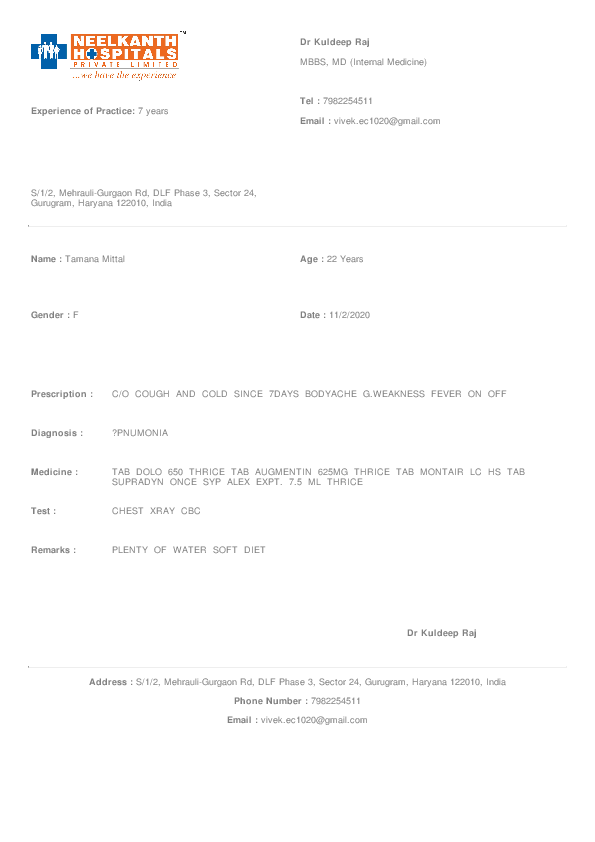 NEELKANTH
HOSPITALS
PRIVATE LIMITED
...we have the experience
TM
Dr Kuldeep Raj
MBBS, MD (Internal Medicine)
Tel : 7982254511
Experience of Practice: 7 years
Email : vivek.ec1020@gmail.com
S/1/2, Mehrauli-Gurgaon Rd, DLF Phase 3, Sector 24,
Gurugram, Haryana 122010, India
Name : Tamana Mittal
Age : 22 Years
Gender : F
Date : 11/2/2020
Prescription : C/O COUGH AND COLD SINCE 7DAYS BODYACHE G.WEAKNESS FEVER ON OFF
Diagnosis : ?PNUMONIA
Medicine : TAB DOLO 650 THRICE TAB AUGMENTIN 625MG THRICE TAB MONTAIR LC HS TAB
SUPRADYN ONCE SYP ALEX EXPT. 7.5 ML THRICE
Test : CHEST XRAY CBC
Remarks : PLENTY OF WATER SOFT DIET
Dr Kuldeep Raj
Address : S/1/2, Mehrauli-Gurgaon Rd, DLF Phase 3, Sector 24, Gurugram, Haryana 122010, India
Phone Number : 7982254511
Email : vivek.ec1020@gmail.com